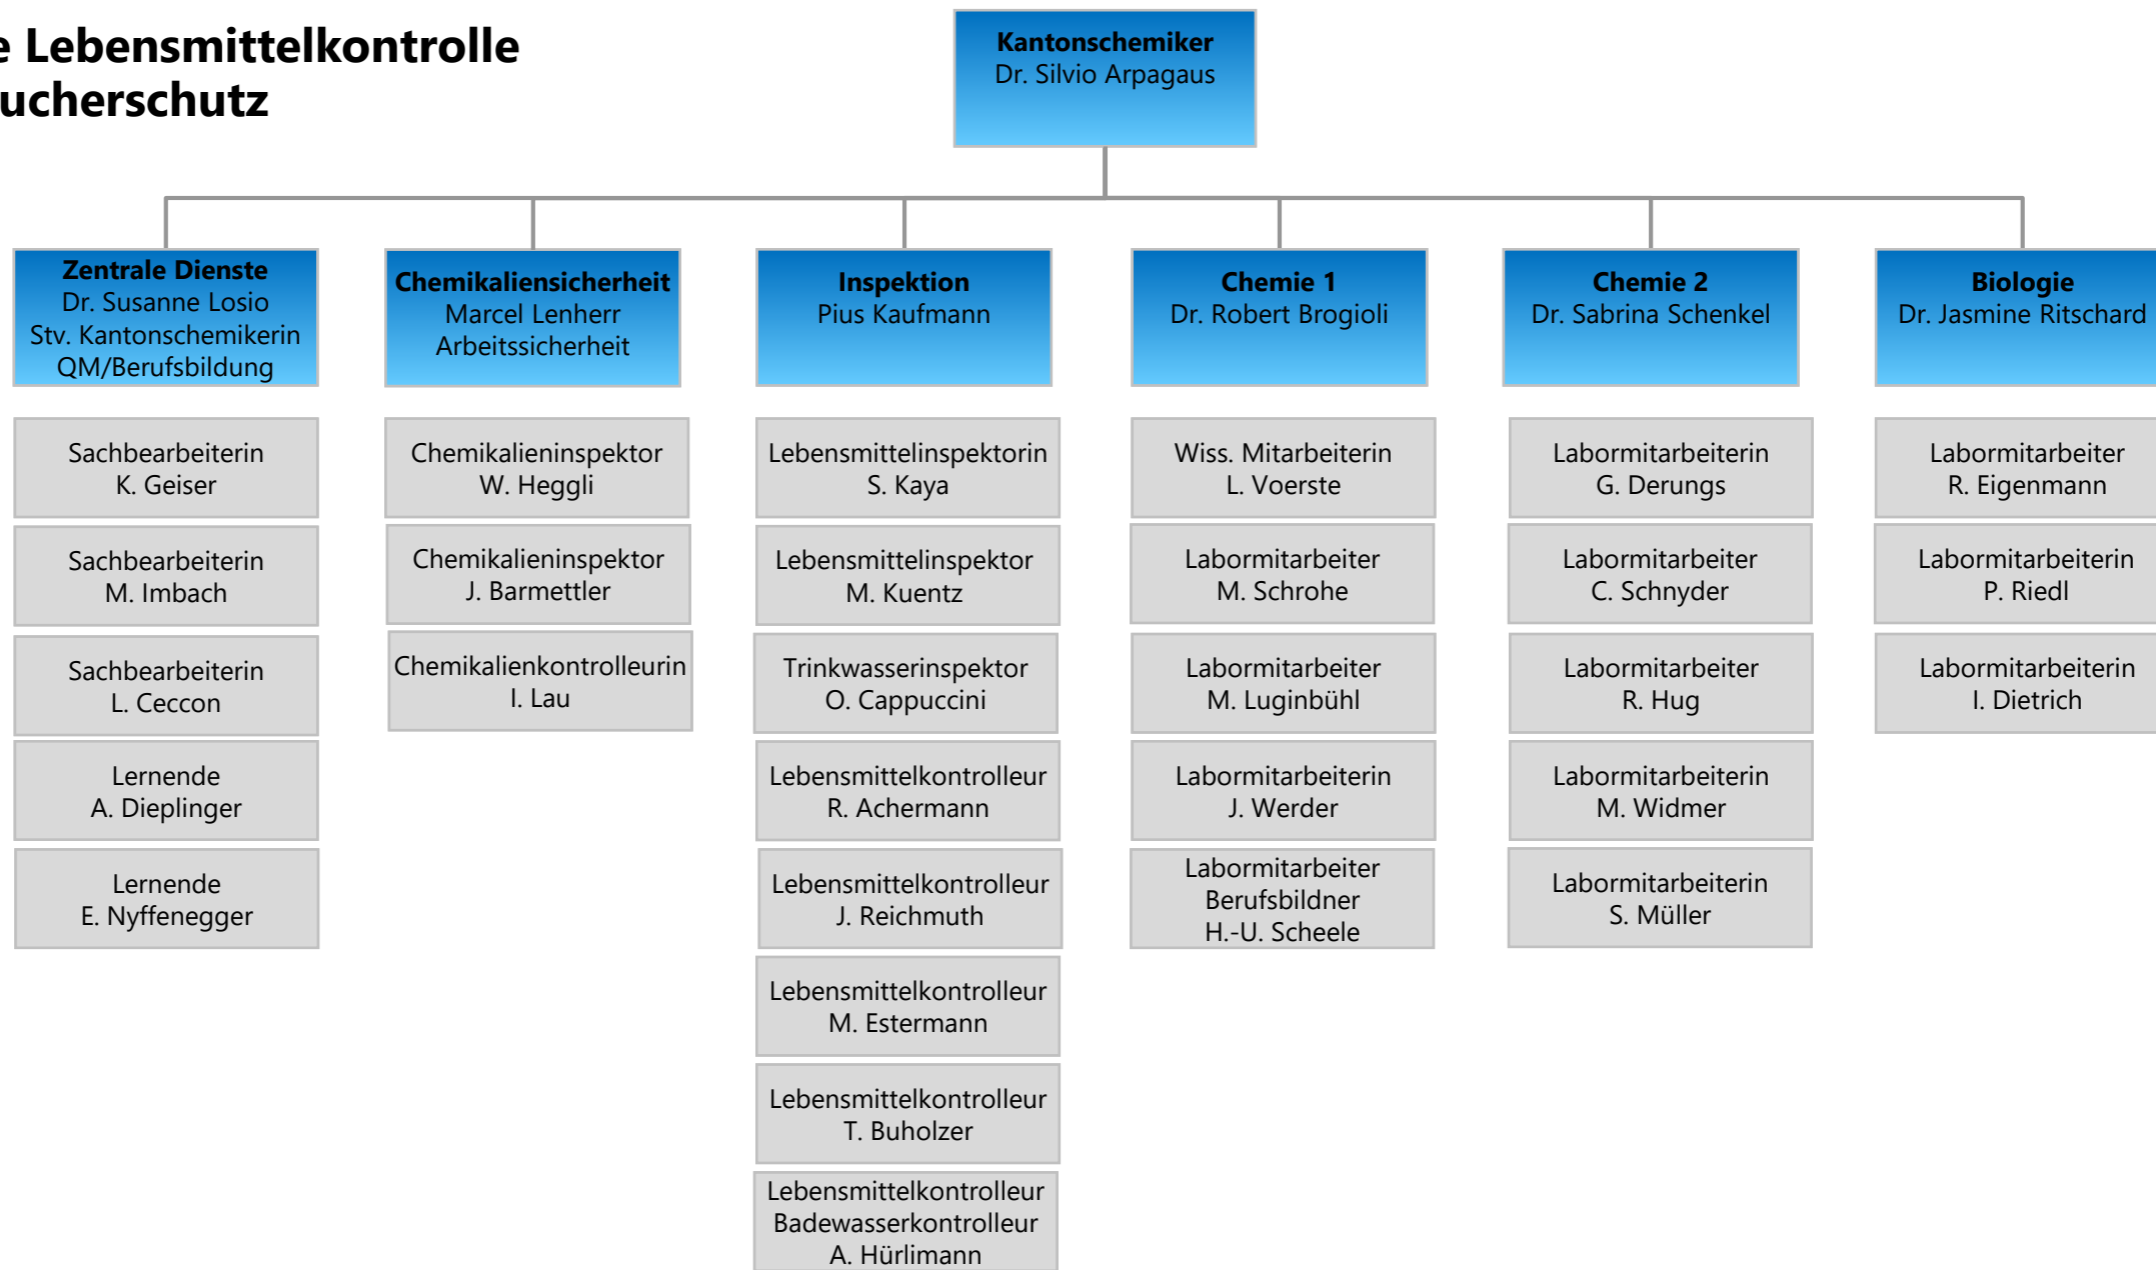 e Lebensmittelkontrolle
ucherschutz
Kantonschemiker
Dr. Silvio Arpagaus
Zentrale Dienste
Dr. Susanne Losio
Stv. Kantonschemikerin
QM/Berufsbildung
Chemikaliensicherheit
Marcel Lenherr
Arbeitssicherheit
Inspektion
Pius Kaufmann
Chemie 1
Dr. Robert Brogioli
Chemie 2
Dr. Sabrina Schenkel
Biologie
Dr. Jasmine Ritschard
Sachbearbeiterin
K. Geiser
Sachbearbeiterin
M. Imbach
Sachbearbeiterin
L. Ceccon
Lernende
A. Dieplinger
Lernende
E. Nyffenegger
Chemikalieninspektor
W. Heggli
Chemikalieninspektor
J. Barmettler
Chemikalienkontrolleurin
I. Lau
Lebensmittelinspektorin
S. Kaya
Lebensmittelinspektor
M. Kuentz
Trinkwasserinspektor
O. Cappuccini
Lebensmittelkontrolleur
R. Achermann
Lebensmittelkontrolleur
J. Reichmuth
Lebensmittelkontrolleur
M. Estermann
Lebensmittelkontrolleur
T. Buholzer
Lebensmittelkontrolleur
Badewasserkontrolleur
A. Hürlimann
Wiss. Mitarbeiterin
L. Voerste
Labormitarbeiter
M. Schrohe
Labormitarbeiter
M. Luginbühl
Labormitarbeiterin
J. Werder
Labormitarbeiter
Berufsbildner
H.-U. Scheele
Labormitarbeiterin
G. Derungs
Labormitarbeiter
C. Schnyder
Labormitarbeiter
R. Hug
Labormitarbeiterin
M. Widmer
Labormitarbeiterin
S. Müller
Labormitarbeiter
R. Eigenmann
Labormitarbeiterin
P. Riedl
Labormitarbeiterin
I. Dietrich